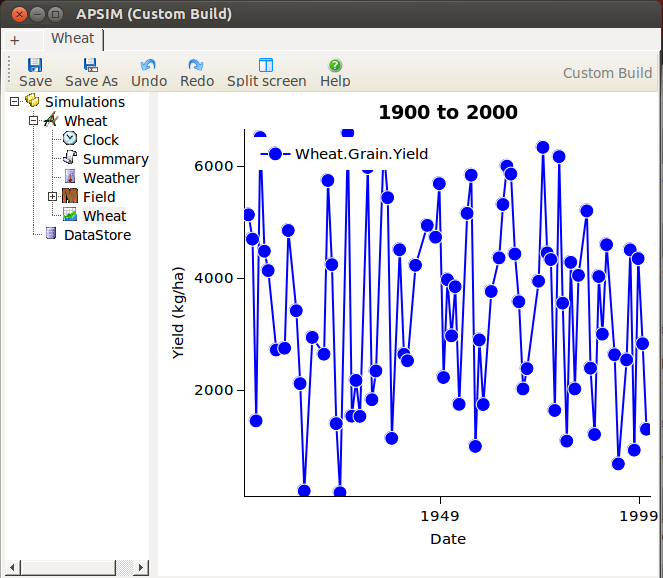 APSIM (Custom Build)
+ Wheat
Save Save As Undo Redo Split screen Help Custom Build
Simulations
Wheat
Clock
Summary
Weather
Field
Wheat
DataStore
1900 to 2000
Wheat.Grain.Yield
6000
4000
2000
Yield (kg/ha)
1949 1999
Date